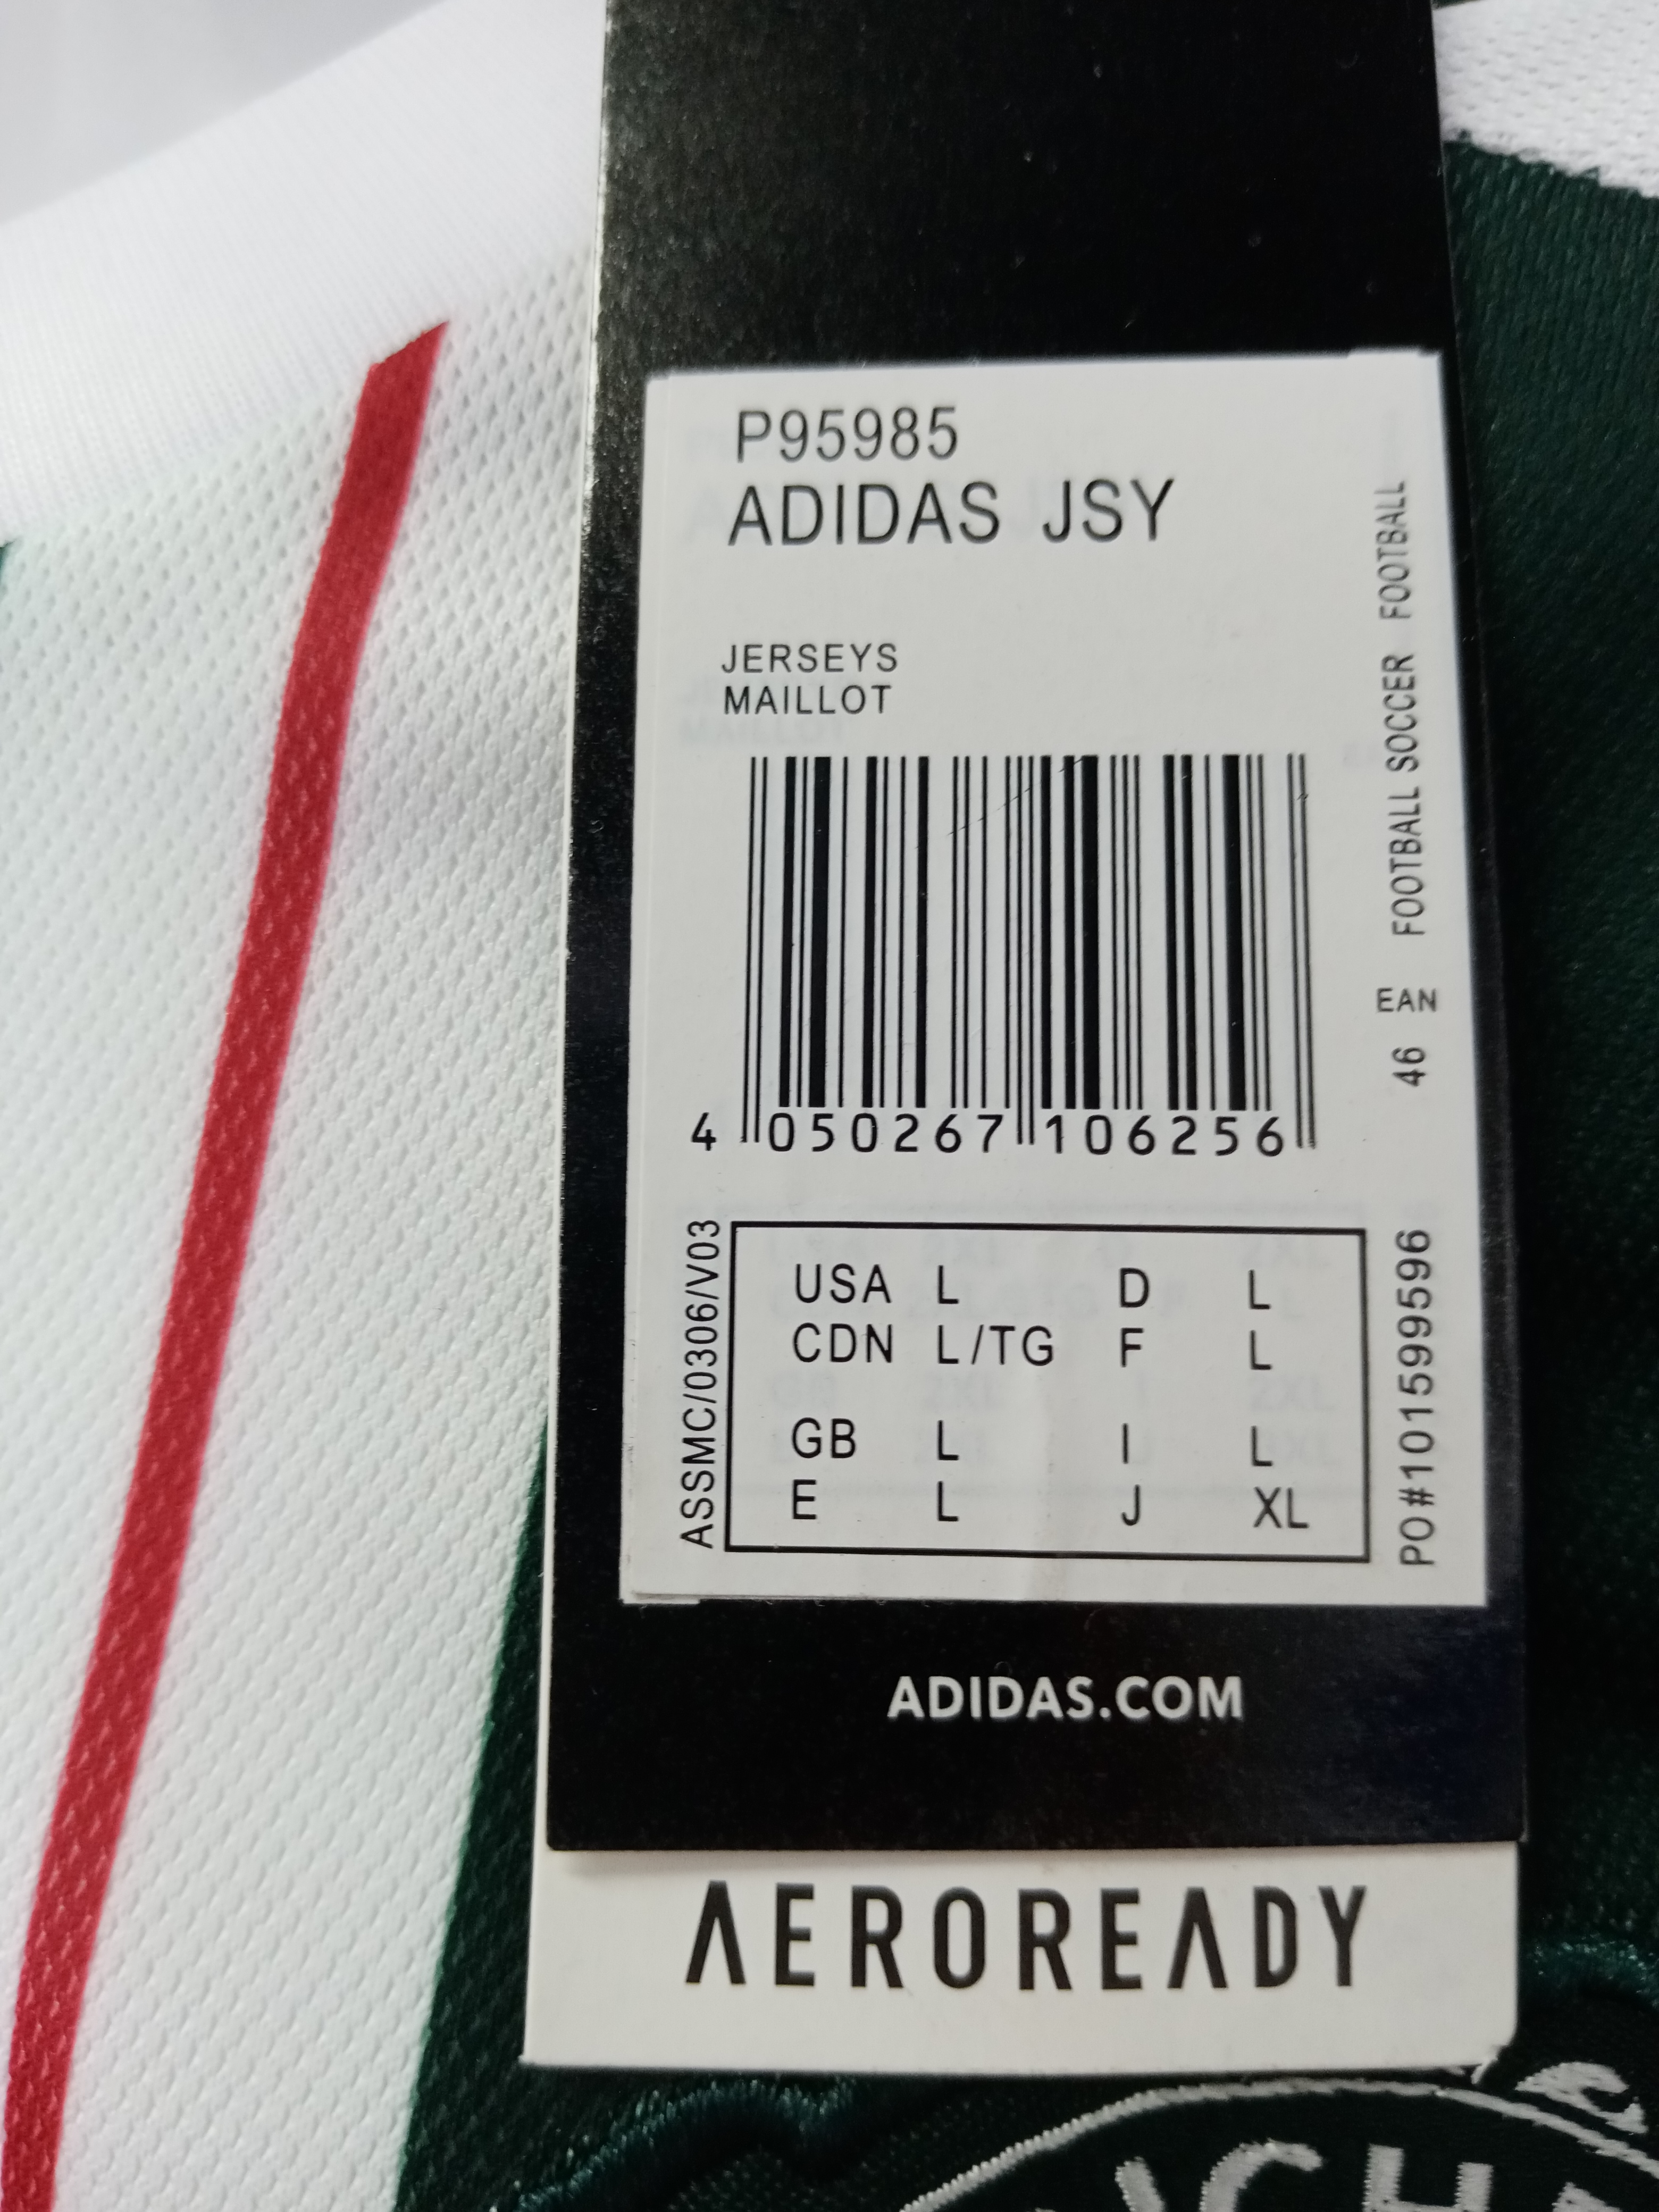 P95985
ADIDAS JSY
JERSEYS
MAILLOT
4 050267 106256
46 EAN FOOTBALL SOCCER FOOTBALL
ASSMC/0306/V03
USA L D L
CDN L/TG F L
GB L I L
E L J XL
PO#1015999596
ADIDAS.COM
AEROREADY